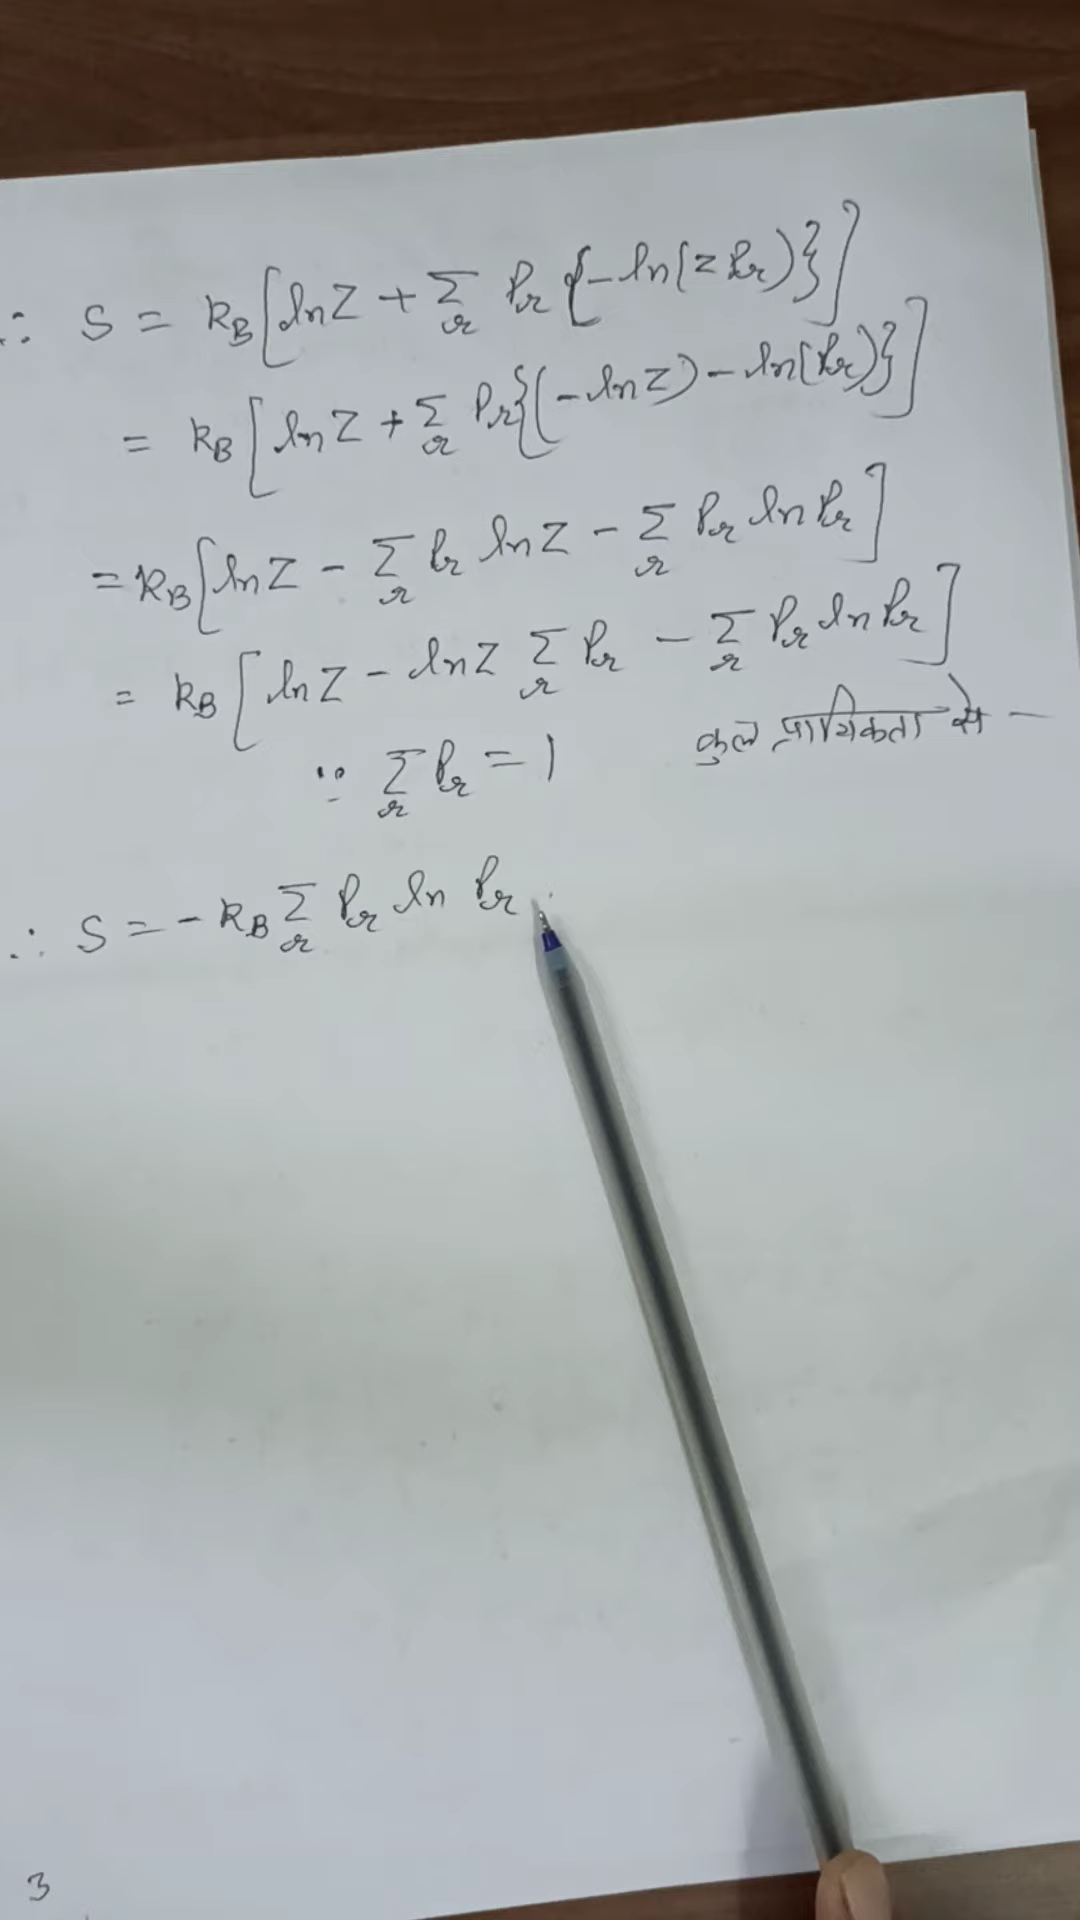 ∴ S = k_B [ln Z + Σ_r P_r {-ln(Z P_r)}]
= k_B [ln Z + Σ_r P_r {(-ln Z) - ln(P_r)}]
= k_B [ln Z - Σ_r P_r ln Z - Σ_r P_r ln P_r]
= k_B [ln Z - ln Z Σ_r P_r - Σ_r P_r ln P_r]
∵ Σ_r P_r = 1 कुल प्रायिकता से —
∴ S = - k_B Σ_r P_r ln P_r
3